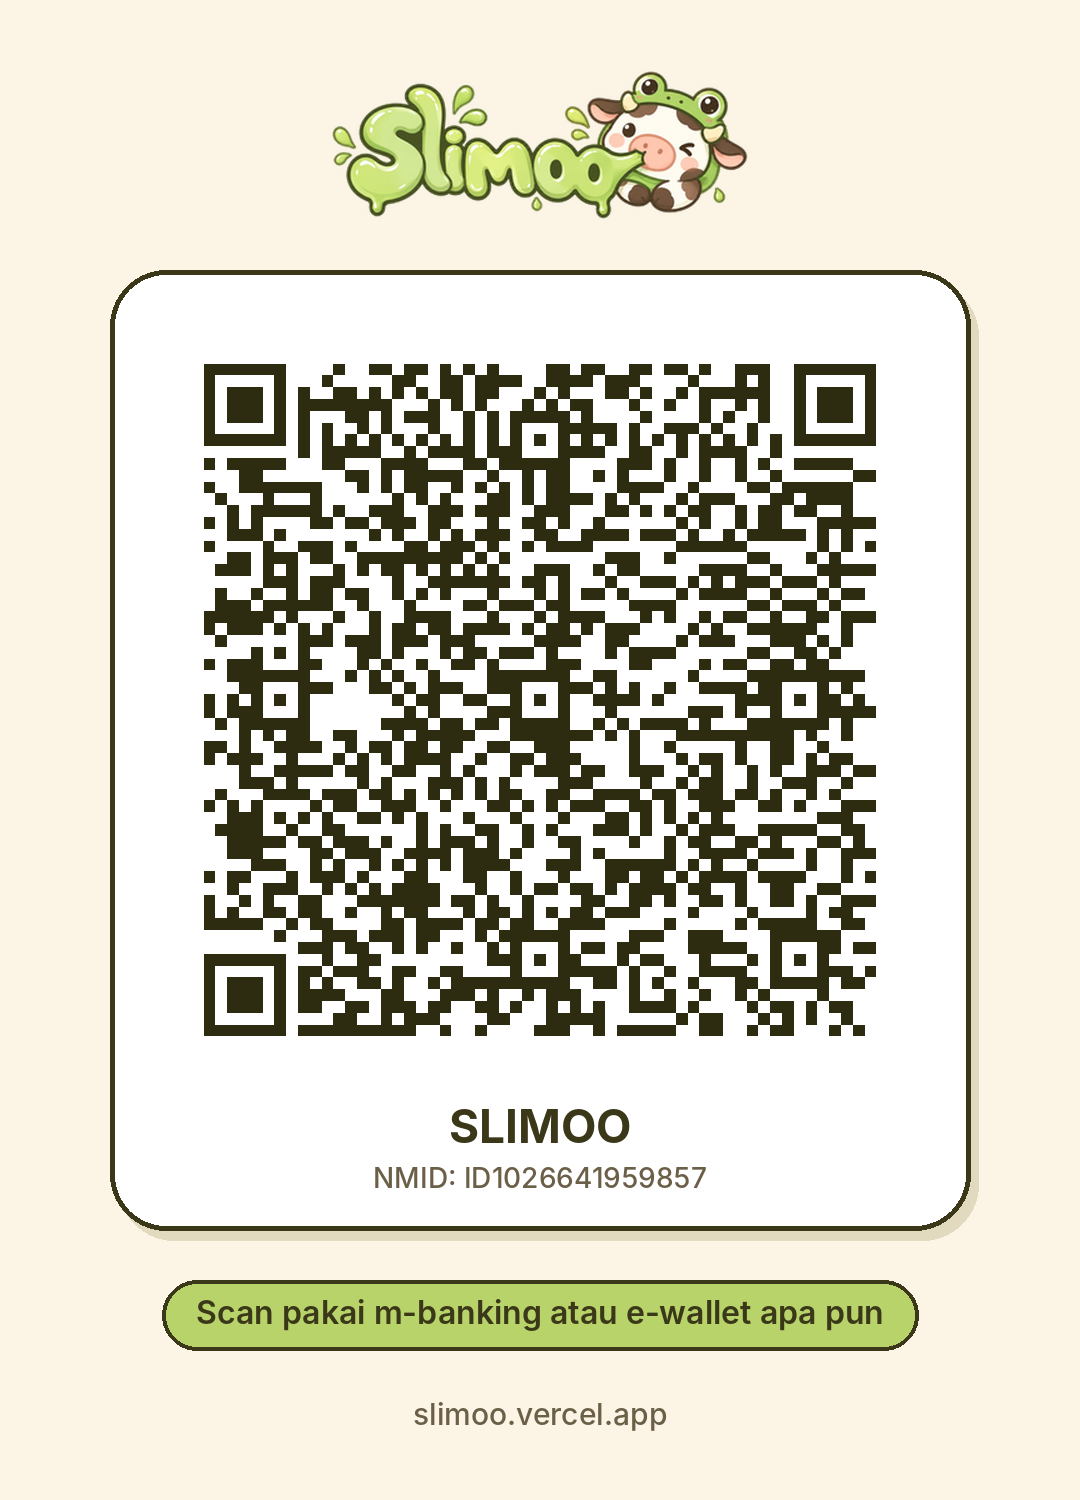 Slimoo
SLIMOO
NMID: ID1026641959857
Scan pakai m-banking atau e-wallet apa pun
slimoo.vercel.app